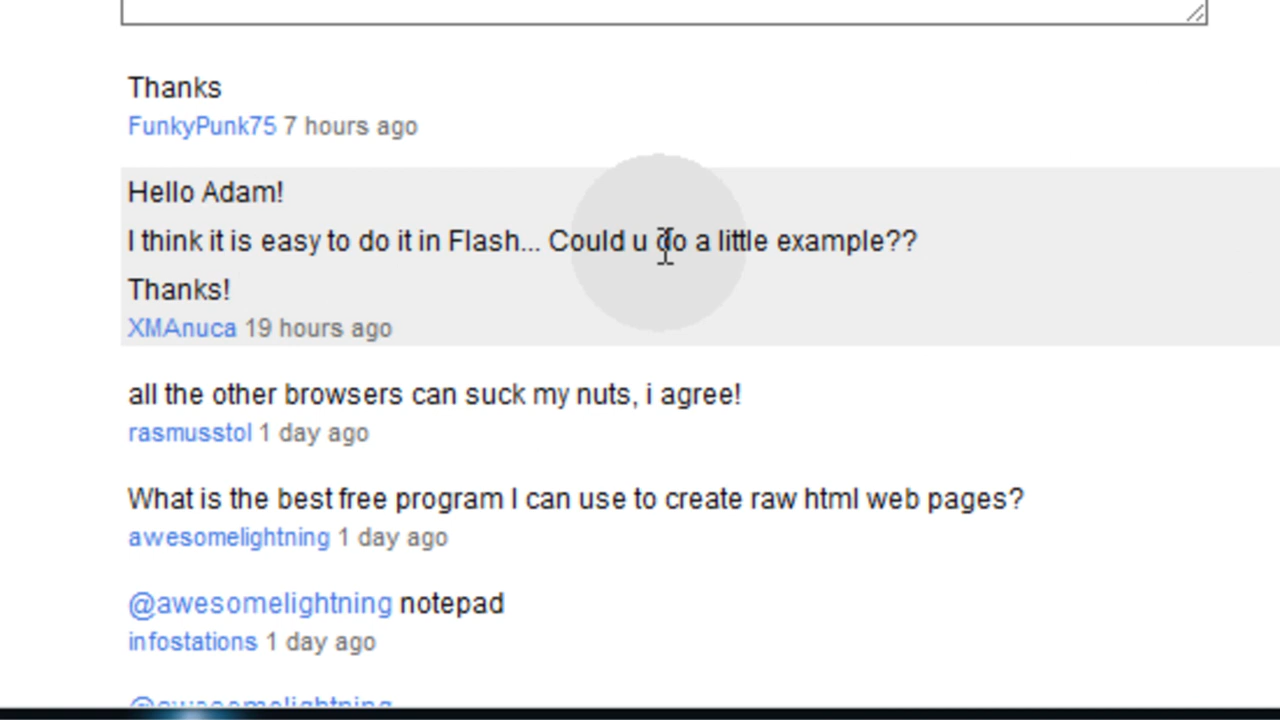 Thanks
FunkyPunk75 7 hours ago
Hello Adam!
I think it is easy to do it in Flash... Could u do a little example??
Thanks!
XMAnuca 19 hours ago
all the other browsers can suck my nuts, i agree!
rasmusstol 1 day ago
What is the best free program I can use to create raw html web pages?
awesomelightning 1 day ago
@awesomelightning notepad
infostations 1 day ago
@awesomelightning